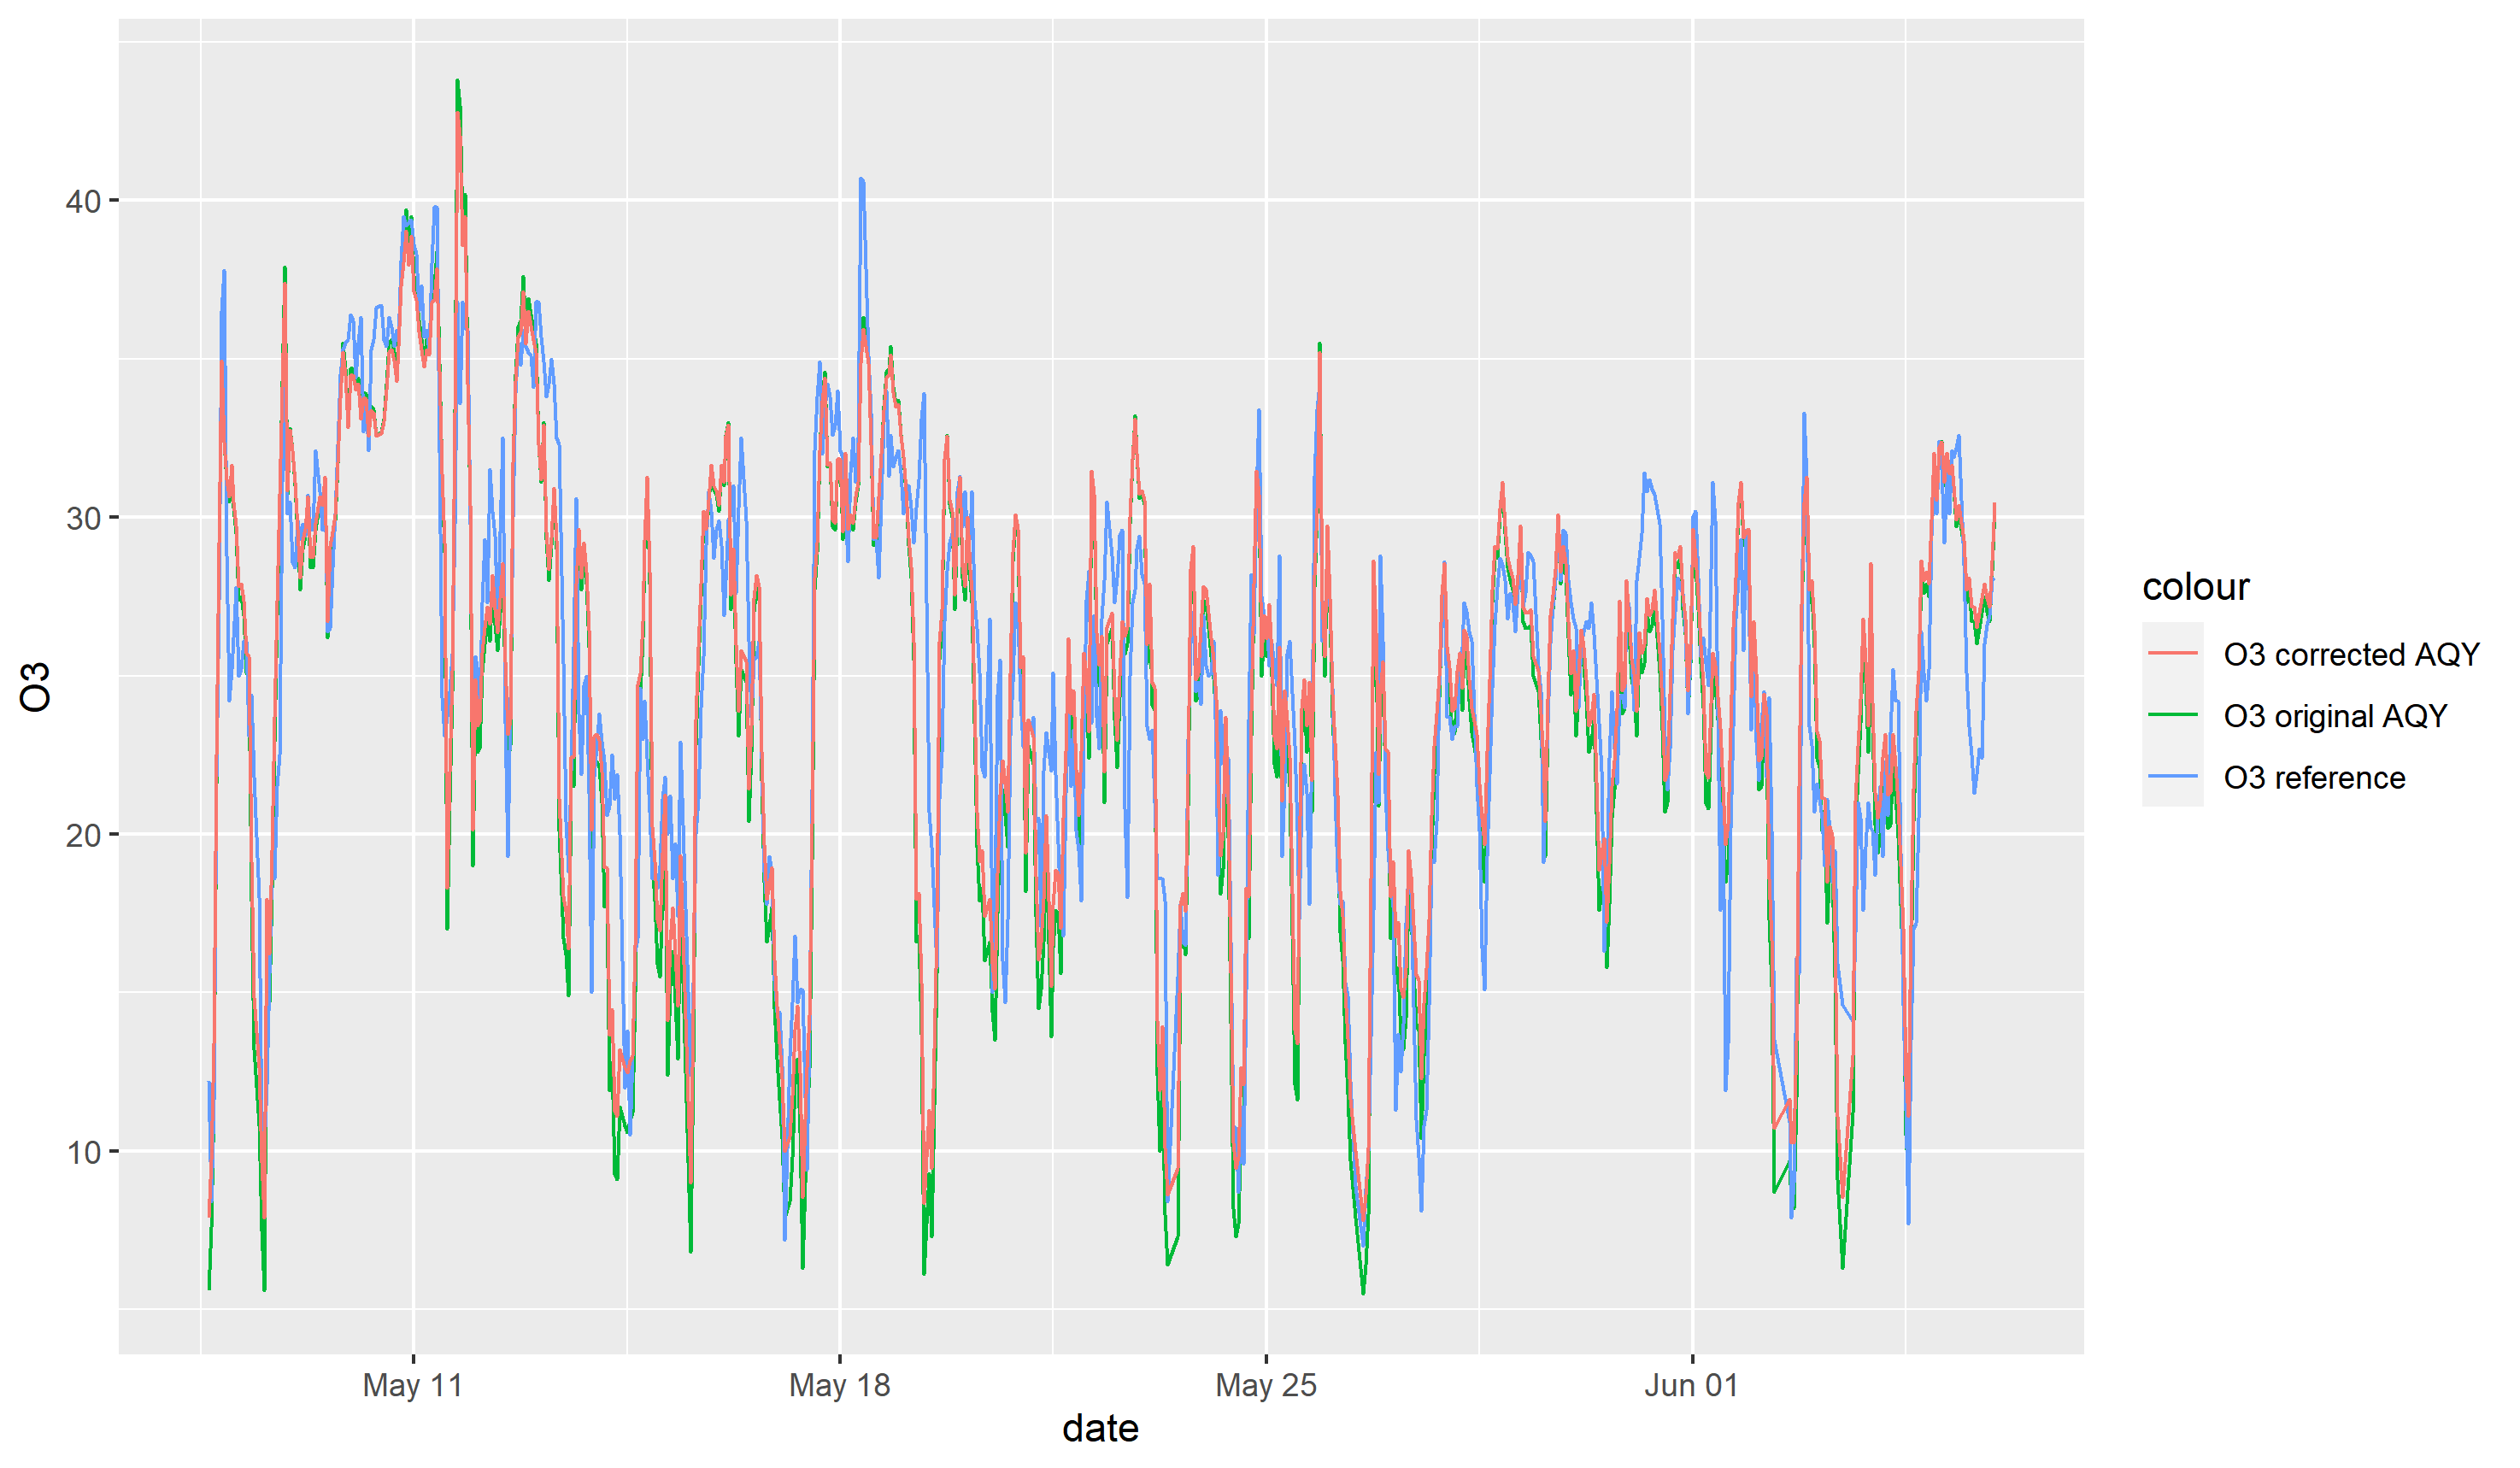 40
30
20
10
O3
May 11
May 18
May 25
Jun 01
date
colour
O3 corrected AQY
O3 original AQY
O3 reference